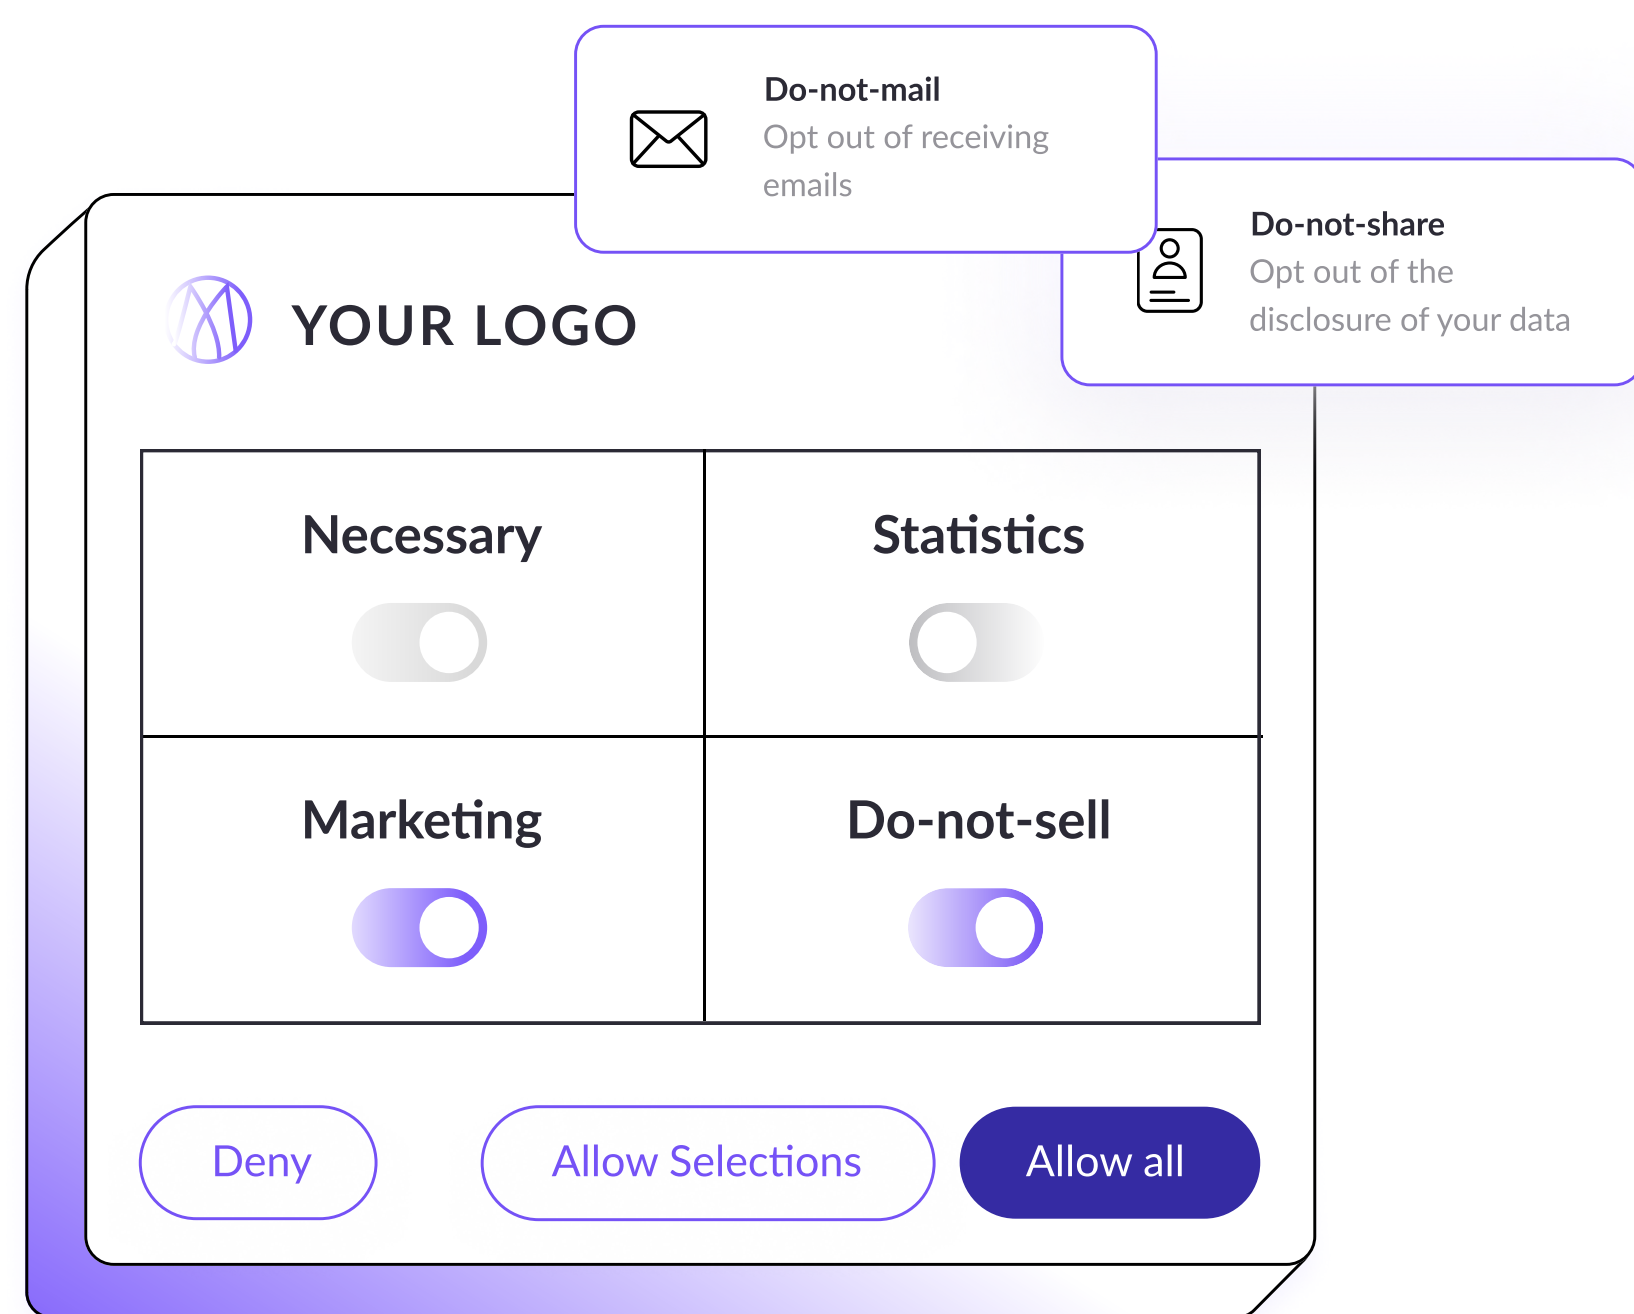 Do-not-mail
Opt out of receiving
emails
Do-not-share
Opt out of the
disclosure of your data
YOUR LOGO
Necessary
Statistics
Marketing
Do-not-sell
Deny
Allow Selections
Allow all